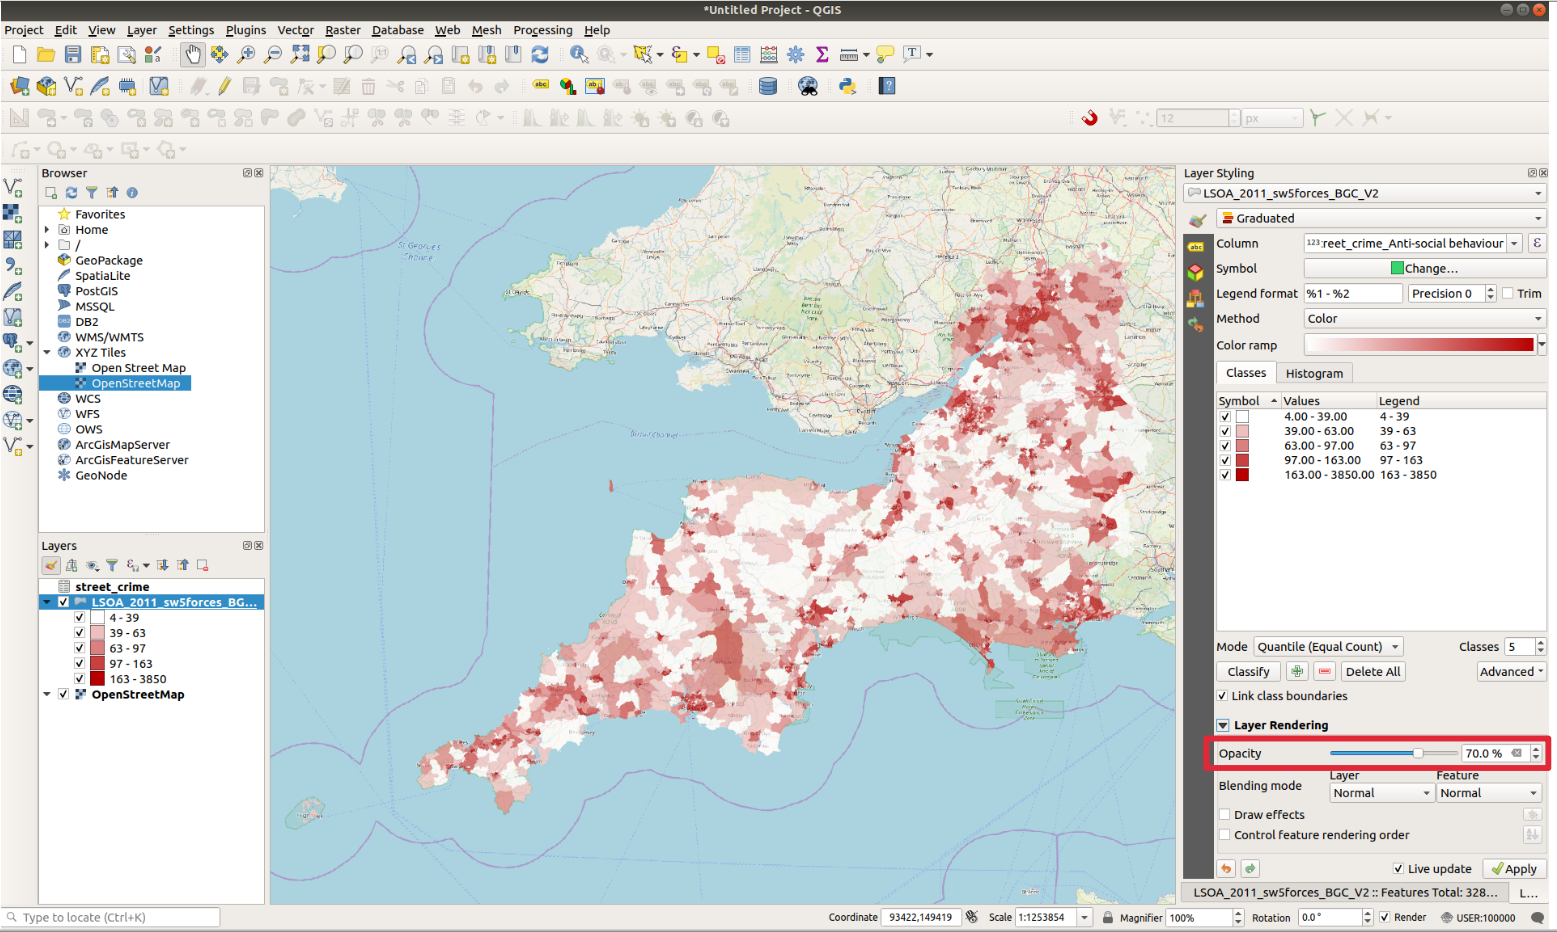 *Untitled Project - QGIS
Project Edit View Layer Settings Plugins Vector Raster Database Web Mesh Processing Help
12 px
Browser
Favorites
Home
/
GeoPackage
SpatiaLite
PostGIS
MSSQL
DB2
WMS/WMTS
XYZ Tiles
Open Street Map
OpenStreetMap
WCS
WFS
OWS
ArcGisMapServer
ArcGisFeatureServer
GeoNode
Layers
street_crime
LSOA_2011_sw5forces_BG...
4 - 39
39 - 63
63 - 97
97 - 163
163 - 3850
OpenStreetMap
Layer Styling
LSOA_2011_sw5forces_BGC_V2
Graduated
Column 123 :reet_crime_Anti-social behaviour ε
Symbol Change...
Legend format %1 - %2 Precision 0 Trim
Method Color
Color ramp
Classes Histogram
Symbol Values Legend
4.00 - 39.00 4 - 39
39.00 - 63.00 39 - 63
63.00 - 97.00 63 - 97
97.00 - 163.00 97 - 163
163.00 - 3850.00 163 - 3850
Mode Quantile (Equal Count) Classes 5
Classify Delete All Advanced
Link class boundaries
Layer Rendering
Opacity 70.0 %
Layer Feature
Blending mode Normal Normal
Draw effects
Control feature rendering order
Live update Apply
LSOA_2011_sw5forces_BGC_V2 :: Features Total: 328... L...
Type to locate (Ctrl+K) Coordinate 93422,149419 Scale 1:1253854 Magnifier 100% Rotation 0.0 ° Render USER:100000